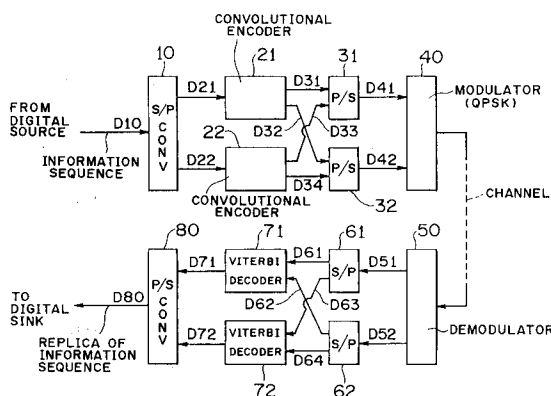 CONVOLUTIONAL
ENCODER
10
21
31
40
D21
D31
D41
P/S
S/P
CONV
MODULATOR
(QPSK)
FROM
DIGITAL
SOURCE
D10
D32
D33
INFORMATION
SEQUENCE
22
D22
D34
P/S
D42
CONVOLUTIONAL
ENCODER
32
CHANNEL
80
71
61
50
D71
VITERBI
DECODER
D61
S/P
D51
P/S
CONV
D62
D63
TO
DIGITAL
SINK
D80
D72
VITERBI
DECODER
D64
S/P
D52
DEMODULATOR
REPLICA OF
INFORMATION
SEQUENCE
72
62